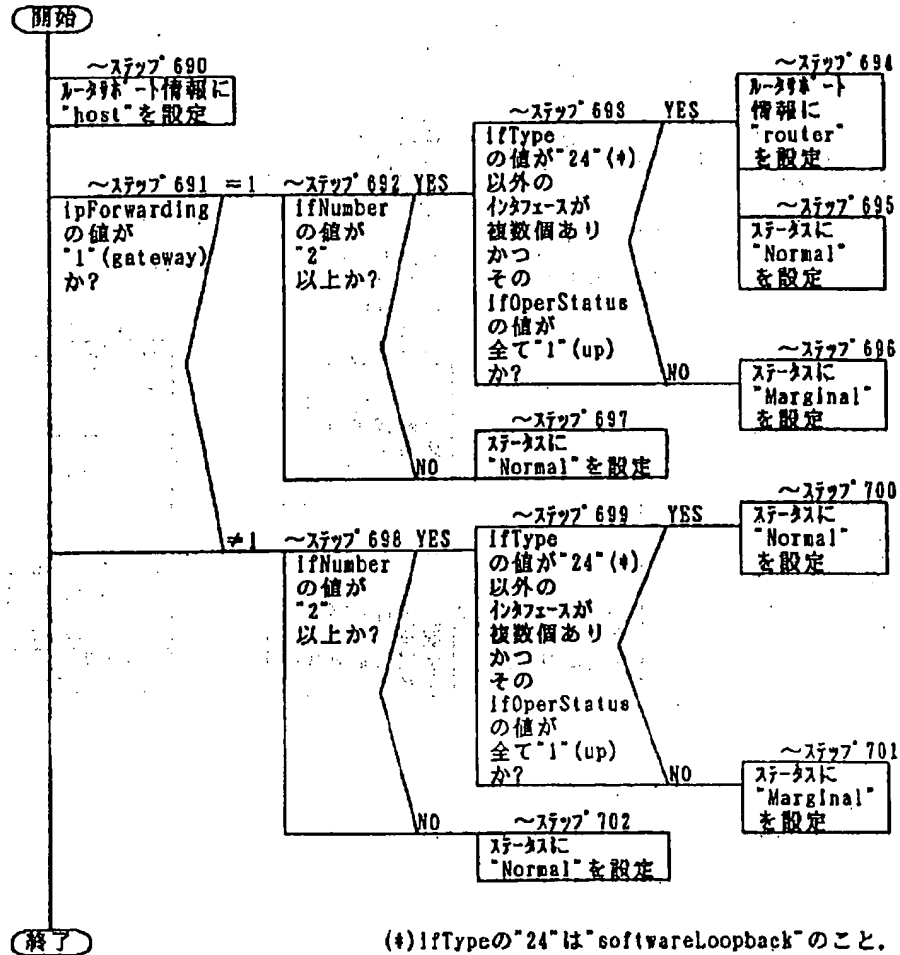 開始
～ステップ690
ルータサポート情報に
"host"を設定
～ステップ691 =1
ipForwarding
の値が
"1"(gateway)
か?
～ステップ692 YES
ifNumber
の値が
"2"
以上か?
NO
～ステップ693 YES
ifType
の値が"24"(*)
以外の
インタフェースが
複数個あり
かつ
その
ifOperStatus
の値が
全て"1"(up)
か?
NO
～ステップ694
ルータサポート
情報に
"router"
を設定
～ステップ695
ステータスに
"Normal"
を設定
～ステップ696
ステータスに
"Marginal"
を設定
～ステップ697
ステータスに
"Normal"を設定
≠1
～ステップ698 YES
ifNumber
の値が
"2"
以上か?
NO
～ステップ699 YES
ifType
の値が"24"(*)
以外の
インタフェースが
複数個あり
かつ
その
ifOperStatus
の値が
全て"1"(up)
か?
NO
～ステップ700
ステータスに
"Normal"
を設定
～ステップ701
ステータスに
"Marginal"
を設定
～ステップ702
ステータスに
"Normal"を設定
終了
(*)ifTypeの"24"は"softwareLoopback"のこと.